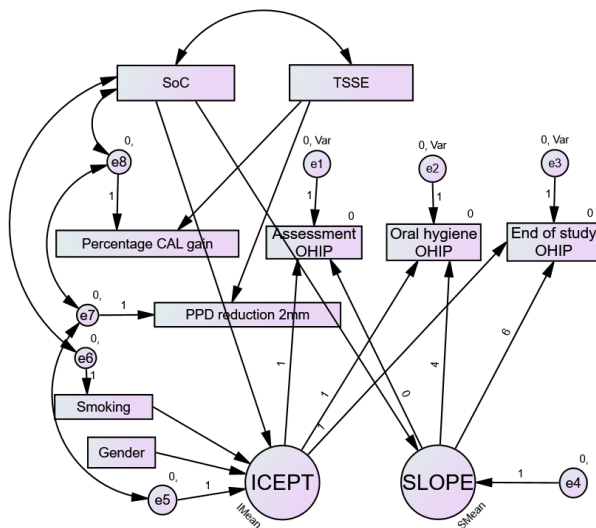 SoC
TSSE
0,
e8
0, Var
e1
0, Var
e2
0, Var
e3
1
1
1
1
0
0
0
Percentage CAL gain
Assessment
OHIP
Oral hygiene
OHIP
End of study
OHIP
0,
e7
1
PPD reduction 2mm
0,
e6
1
Smoking
1
1
1
0
4
6
Gender
0,
e5
1
ICEPT
IMean
SLOPE
SMean
1
0,
e4